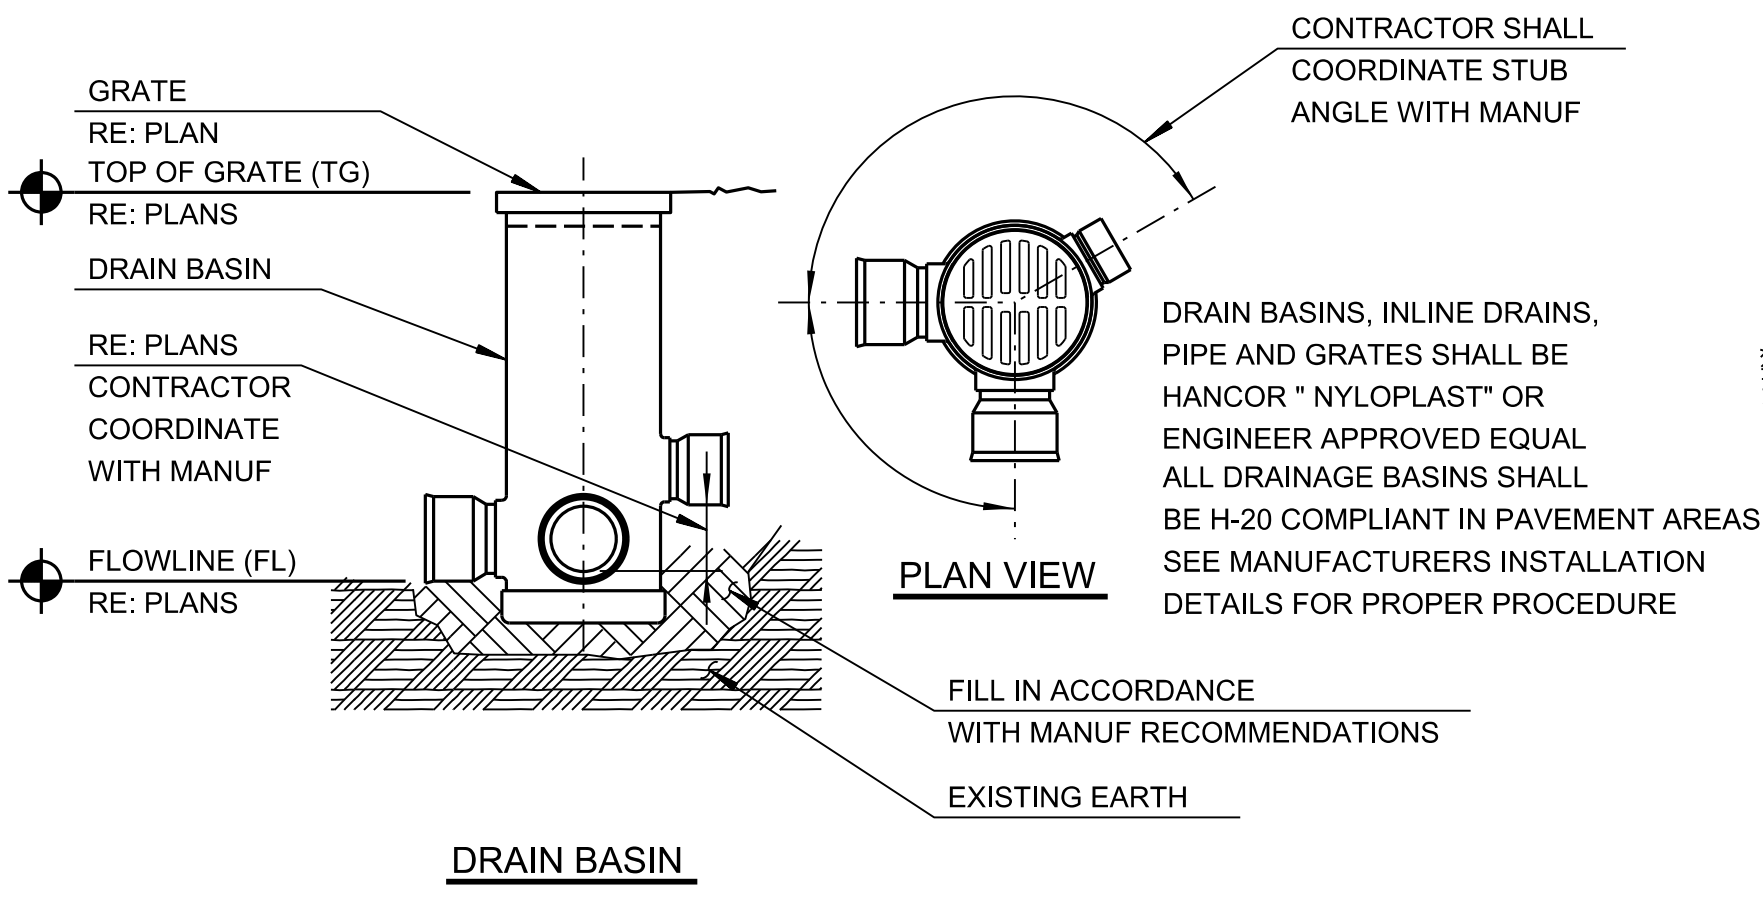 GRATE
RE: PLAN
TOP OF GRATE (TG)
RE: PLANS
DRAIN BASIN
RE: PLANS
CONTRACTOR
COORDINATE
WITH MANUF
FLOWLINE (FL)
RE: PLANS
DRAIN BASIN
CONTRACTOR SHALL
COORDINATE STUB
ANGLE WITH MANUF
PLAN VIEW
DRAIN BASINS, INLINE DRAINS,
PIPE AND GRATES SHALL BE
HANCOR " NYLOPLAST" OR
ENGINEER APPROVED EQUAL
ALL DRAINAGE BASINS SHALL
BE H-20 COMPLIANT IN PAVEMENT AREAS
SEE MANUFACTURERS INSTALLATION
DETAILS FOR PROPER PROCEDURE
FILL IN ACCORDANCE
WITH MANUF RECOMMENDATIONS
EXISTING EARTH